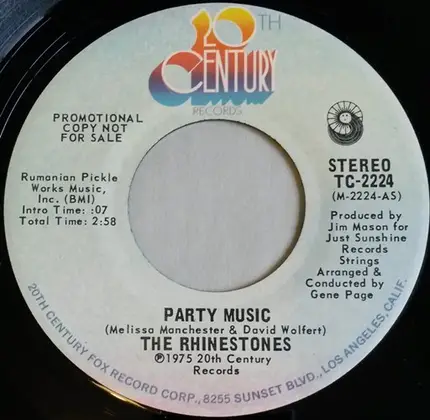 20TH
CENTURY
RECORDS
PROMOTIONAL
COPY NOT
FOR SALE
Rumanian Pickle
Works Music,
Inc. (BMI)
Intro Time: :07
Total Time: 2:58
STEREO
TC-2224
(M-2224-AS)
Produced by
Jim Mason for
Just Sunshine
Records
Strings
Arranged &
Conducted by
Gene Page
PARTY MUSIC
(Melissa Manchester & David Wolfert)
THE RHINESTONES
℗1975 20th Century
Records
20TH CENTURY FOX RECORD CORP., 8255 SUNSET BLVD., LOS ANGELES, CALIF.